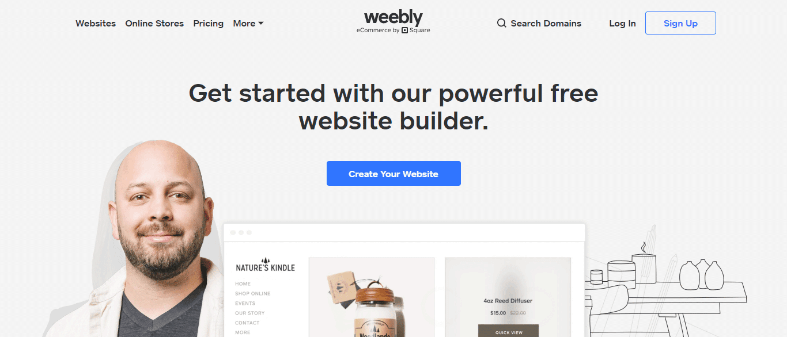 Websites Online Stores Pricing More
weebly
eCommerce by Square
Search Domains
Log In
Sign Up
Get started with our powerful free
website builder.
Create Your Website
NATURE'S KINDLE
HOME
SHOP ONLINE
EVENTS
OUR STORY
CONTACT
MORE
4oz Reed Diffuser
$15.00 $22.00
QUICK VIEW